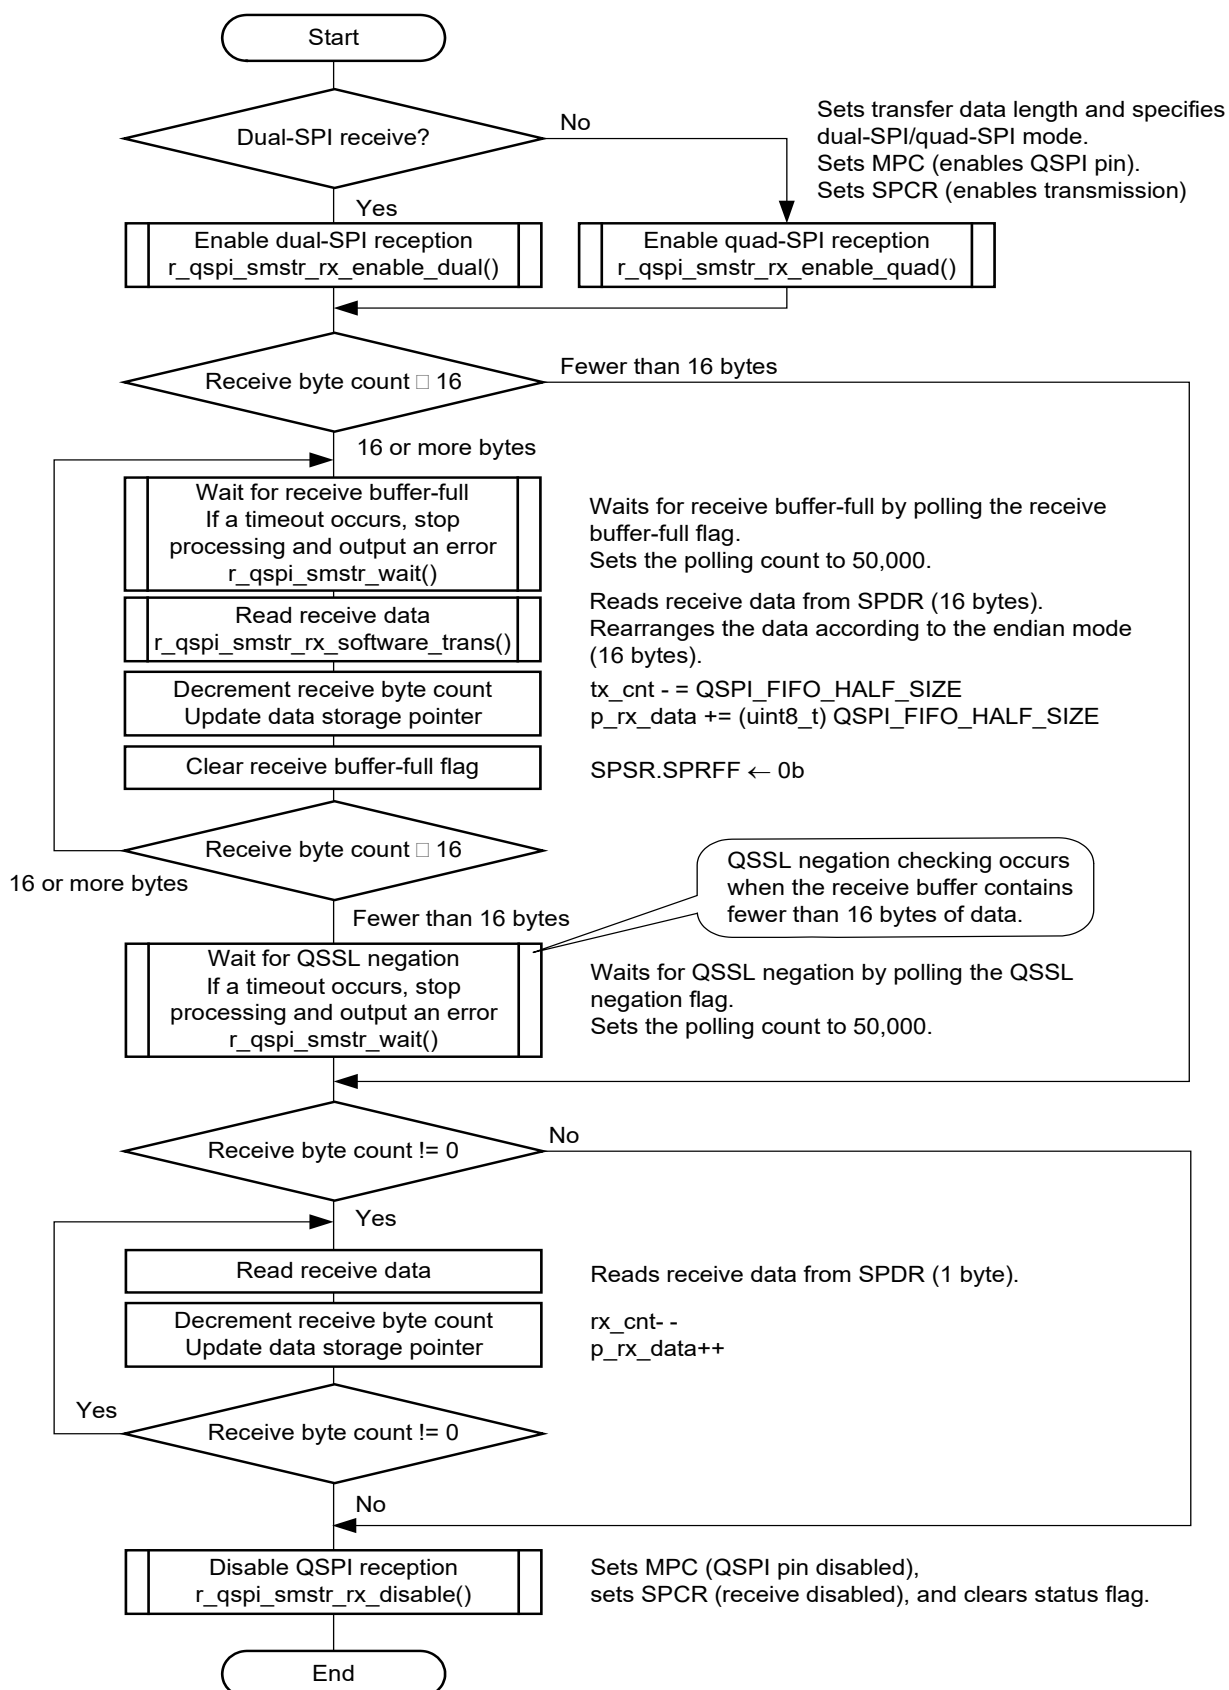 Start
Dual-SPI receive?
No
Sets transfer data length and specifies
dual-SPI/quad-SPI mode.
Sets MPC (enables QSPI pin).
Sets SPCR (enables transmission)
Yes
Enable dual-SPI reception
r_qspi_smstr_rx_enable_dual()
Enable quad-SPI reception
r_qspi_smstr_rx_enable_quad()
Receive byte count □ 16
Fewer than 16 bytes
16 or more bytes
Wait for receive buffer-full
If a timeout occurs, stop
processing and output an error
r_qspi_smstr_wait()
Waits for receive buffer-full by polling the receive
buffer-full flag.
Sets the polling count to 50,000.
Read receive data
r_qspi_smstr_rx_software_trans()
Reads receive data from SPDR (16 bytes).
Rearranges the data according to the endian mode
(16 bytes).
Decrement receive byte count
Update data storage pointer
tx_cnt - = QSPI_FIFO_HALF_SIZE
p_rx_data += (uint8_t) QSPI_FIFO_HALF_SIZE
Clear receive buffer-full flag
SPSR.SPRFF ← 0b
Receive byte count □ 16
16 or more bytes
QSSL negation checking occurs
when the receive buffer contains
fewer than 16 bytes of data.
Fewer than 16 bytes
Wait for QSSL negation
If a timeout occurs, stop
processing and output an error
r_qspi_smstr_wait()
Waits for QSSL negation by polling the QSSL
negation flag.
Sets the polling count to 50,000.
Receive byte count != 0
No
Yes
Read receive data
Reads receive data from SPDR (1 byte).
Decrement receive byte count
Update data storage pointer
rx_cnt- -
p_rx_data++
Yes
Receive byte count != 0
No
Disable QSPI reception
r_qspi_smstr_rx_disable()
Sets MPC (QSPI pin disabled),
sets SPCR (receive disabled), and clears status flag.
End